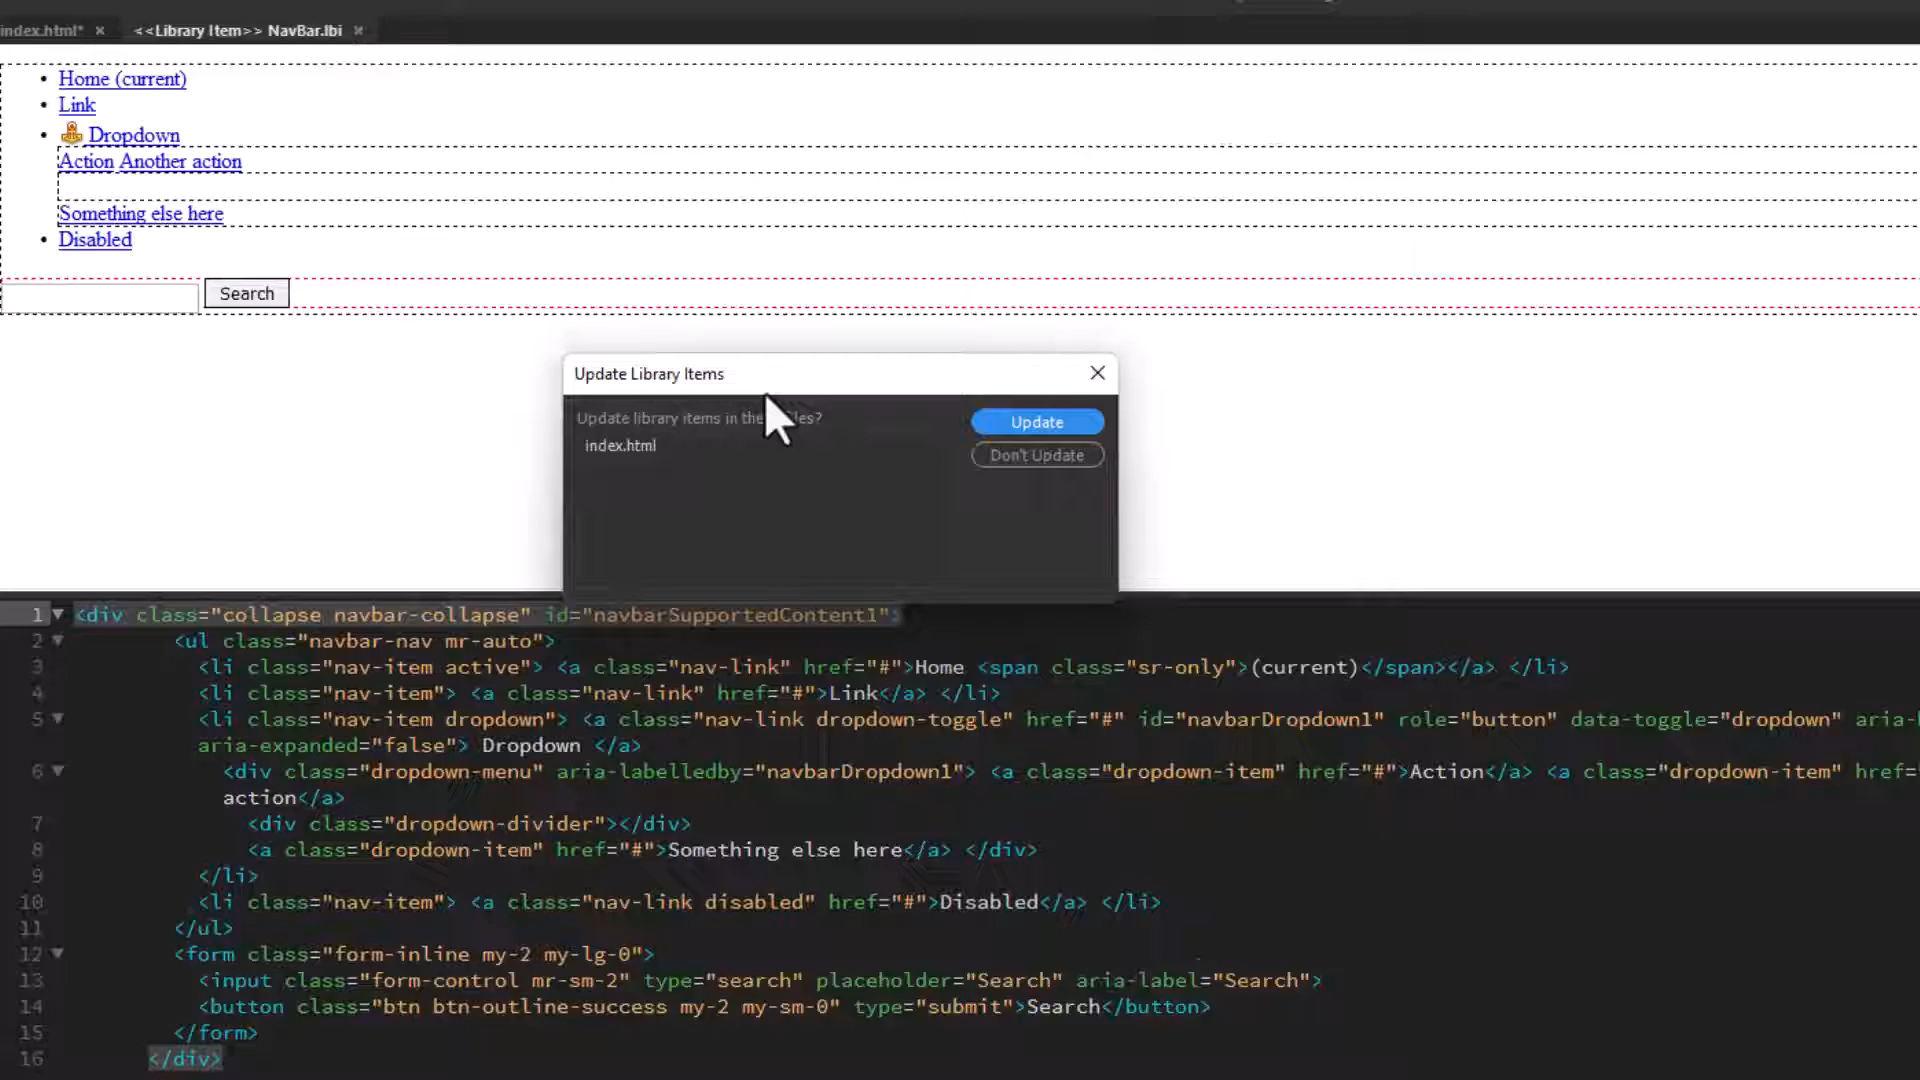 index.html* × <<Library Item>> NavBar.lbi ×
• Home (current)
• Link
• Dropdown
Action Another action
Something else here
• Disabled
Search
Update Library Items
Update library items in the
index.html
Update
Don't Update
1 <div class="collapse navbar-collapse" id="navbarSupportedContent1">
2 <ul class="navbar-nav mr-auto">
3 <li class="nav-item active"> <a class="nav-link" href="#">Home <span class="sr-only">(current)</span></a> </li>
4 <li class="nav-item"> <a class="nav-link" href="#">Link</a> </li>
5 <li class="nav-item dropdown"> <a class="nav-link dropdown-toggle" href="#" id="navbarDropdown1" role="button" data-toggle="dropdown" aria-
aria-expanded="false"> Dropdown </a>
6 <div class="dropdown-menu" aria-labelledby="navbarDropdown1"> <a class="dropdown-item" href="#">Action</a> <a class="dropdown-item" href=
action</a>
7 <div class="dropdown-divider"></div>
8 <a class="dropdown-item" href="#">Something else here</a> </div>
9 </li>
10 <li class="nav-item"> <a class="nav-link disabled" href="#">Disabled</a> </li>
11 </ul>
12 <form class="form-inline my-2 my-lg-0">
13 <input class="form-control mr-sm-2" type="search" placeholder="Search" aria-label="Search">
14 <button class="btn btn-outline-success my-2 my-sm-0" type="submit">Search</button>
15 </form>
16 </div>